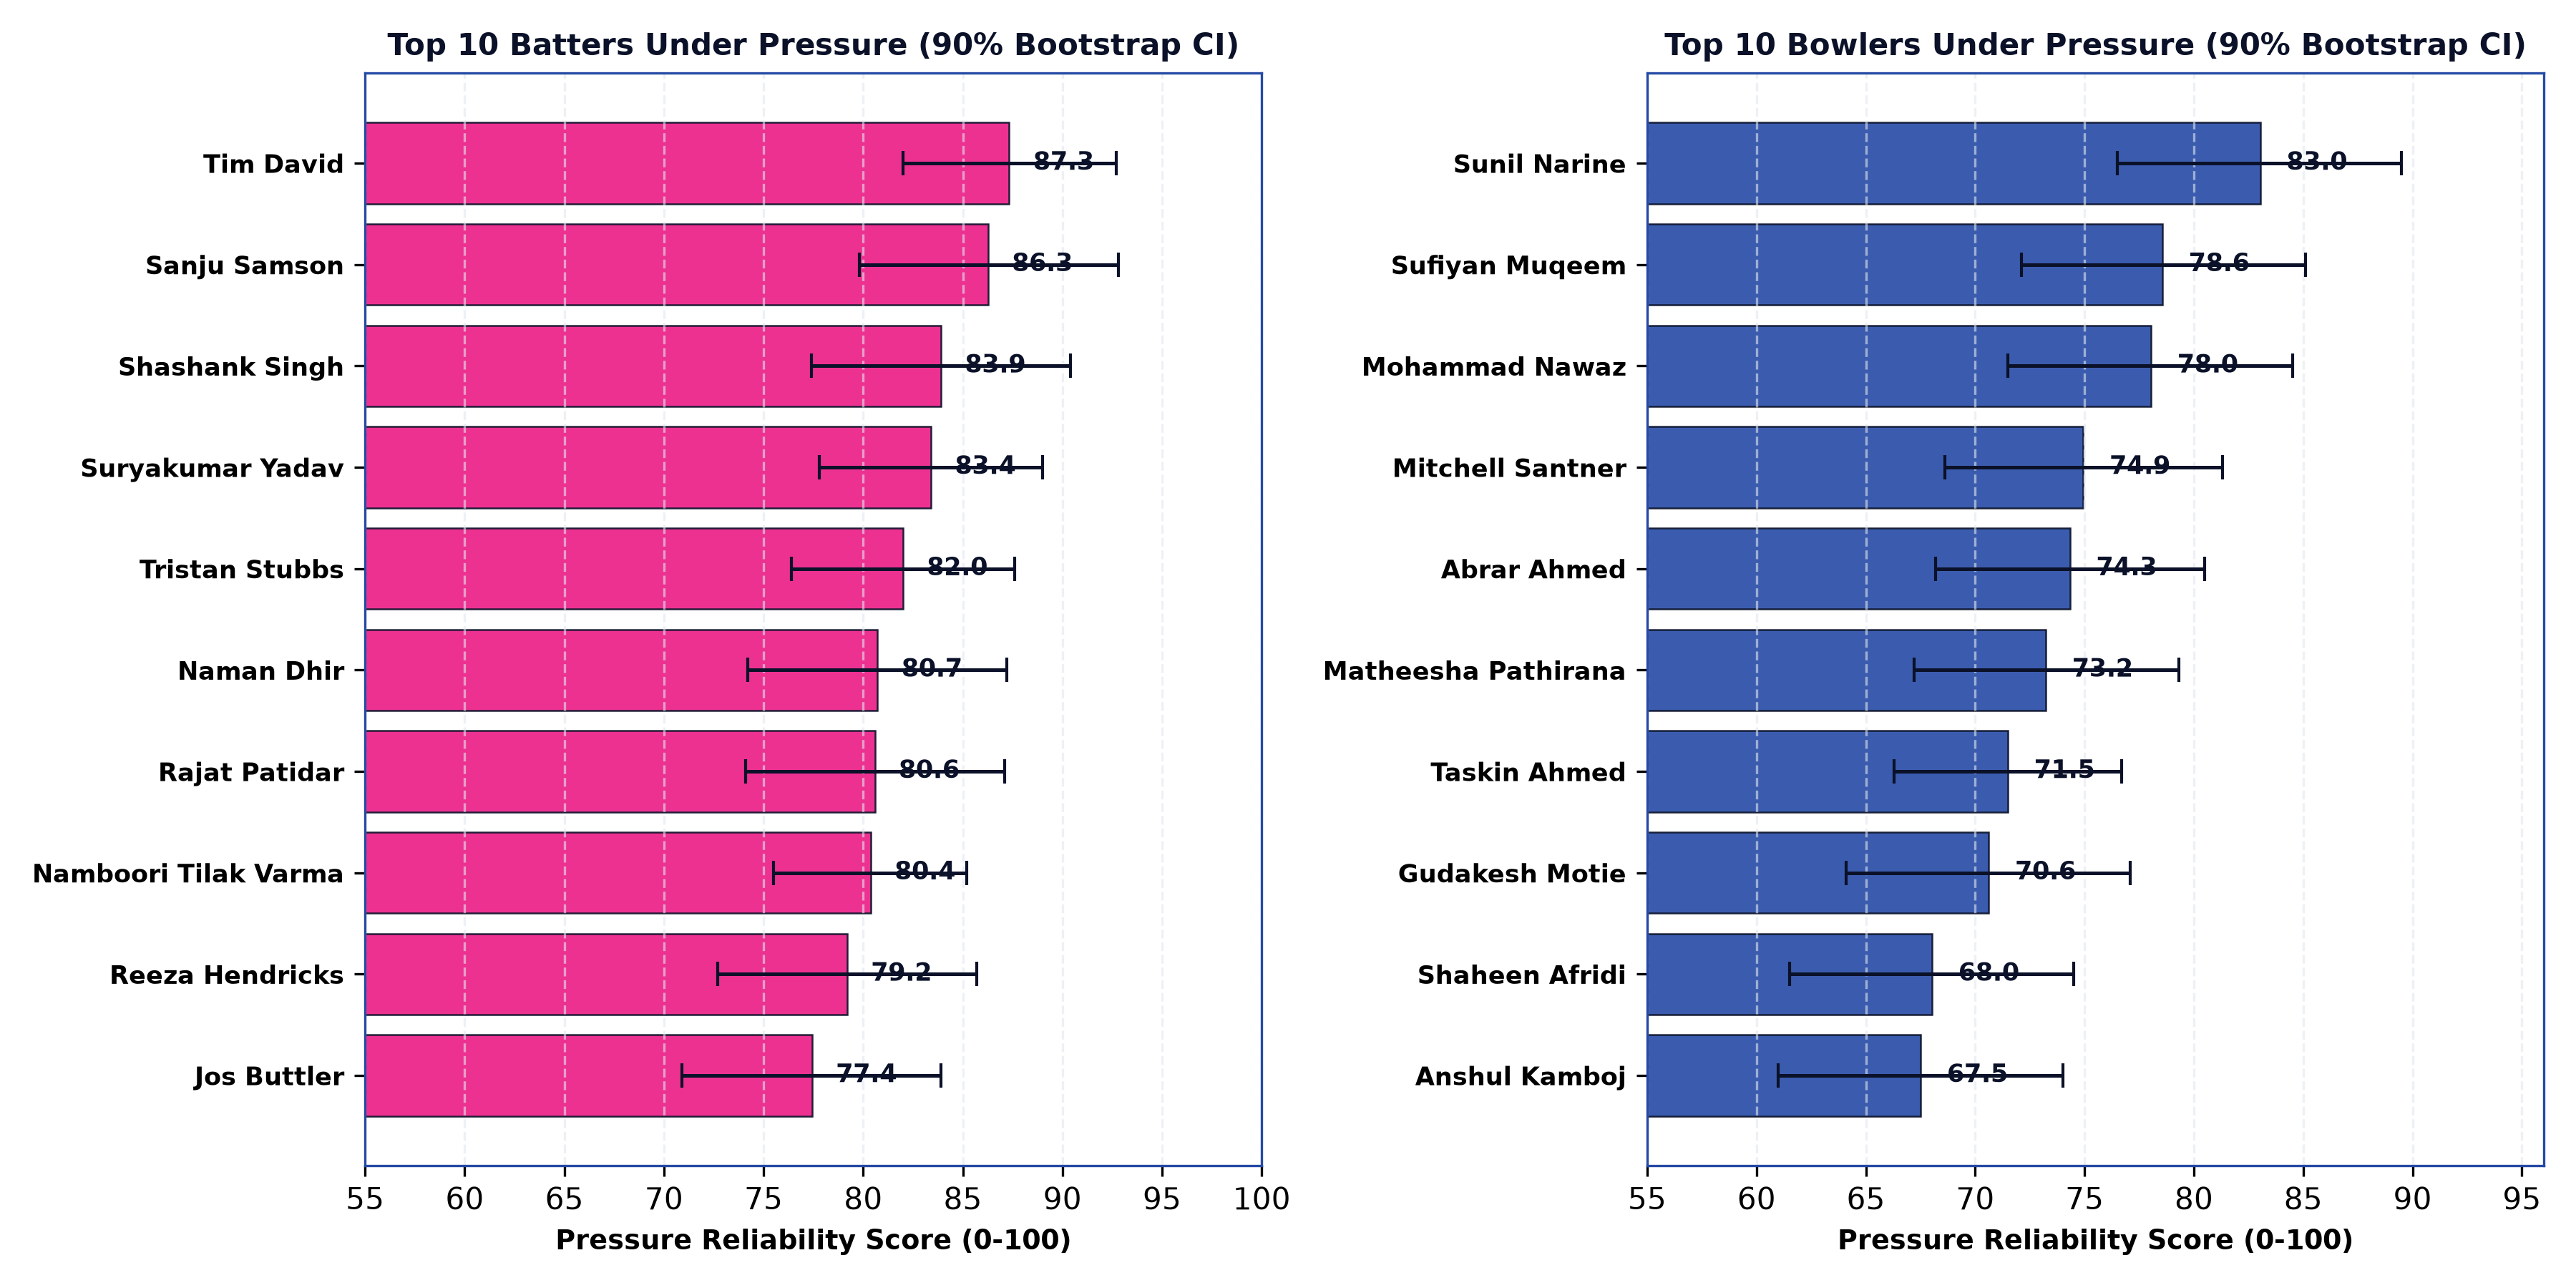 Top 10 Batters Under Pressure (90% Bootstrap CI)
Tim David
87.3
Sanju Samson
86.3
Shashank Singh
83.9
Suryakumar Yadav
83.4
Tristan Stubbs
82.0
Naman Dhir
80.7
Rajat Patidar
80.6
Namboori Tilak Varma
80.4
Reeza Hendricks
79.2
Jos Buttler
77.4
55 60 65 70 75 80 85 90 95 100
Pressure Reliability Score (0-100)
Top 10 Bowlers Under Pressure (90% Bootstrap CI)
Sunil Narine
83.0
Sufiyan Muqeem
78.6
Mohammad Nawaz
78.0
Mitchell Santner
74.9
Abrar Ahmed
74.3
Matheesha Pathirana
73.2
Taskin Ahmed
71.5
Gudakesh Motie
70.6
Shaheen Afridi
68.0
Anshul Kamboj
67.5
55 60 65 70 75 80 85 90 95
Pressure Reliability Score (0-100)